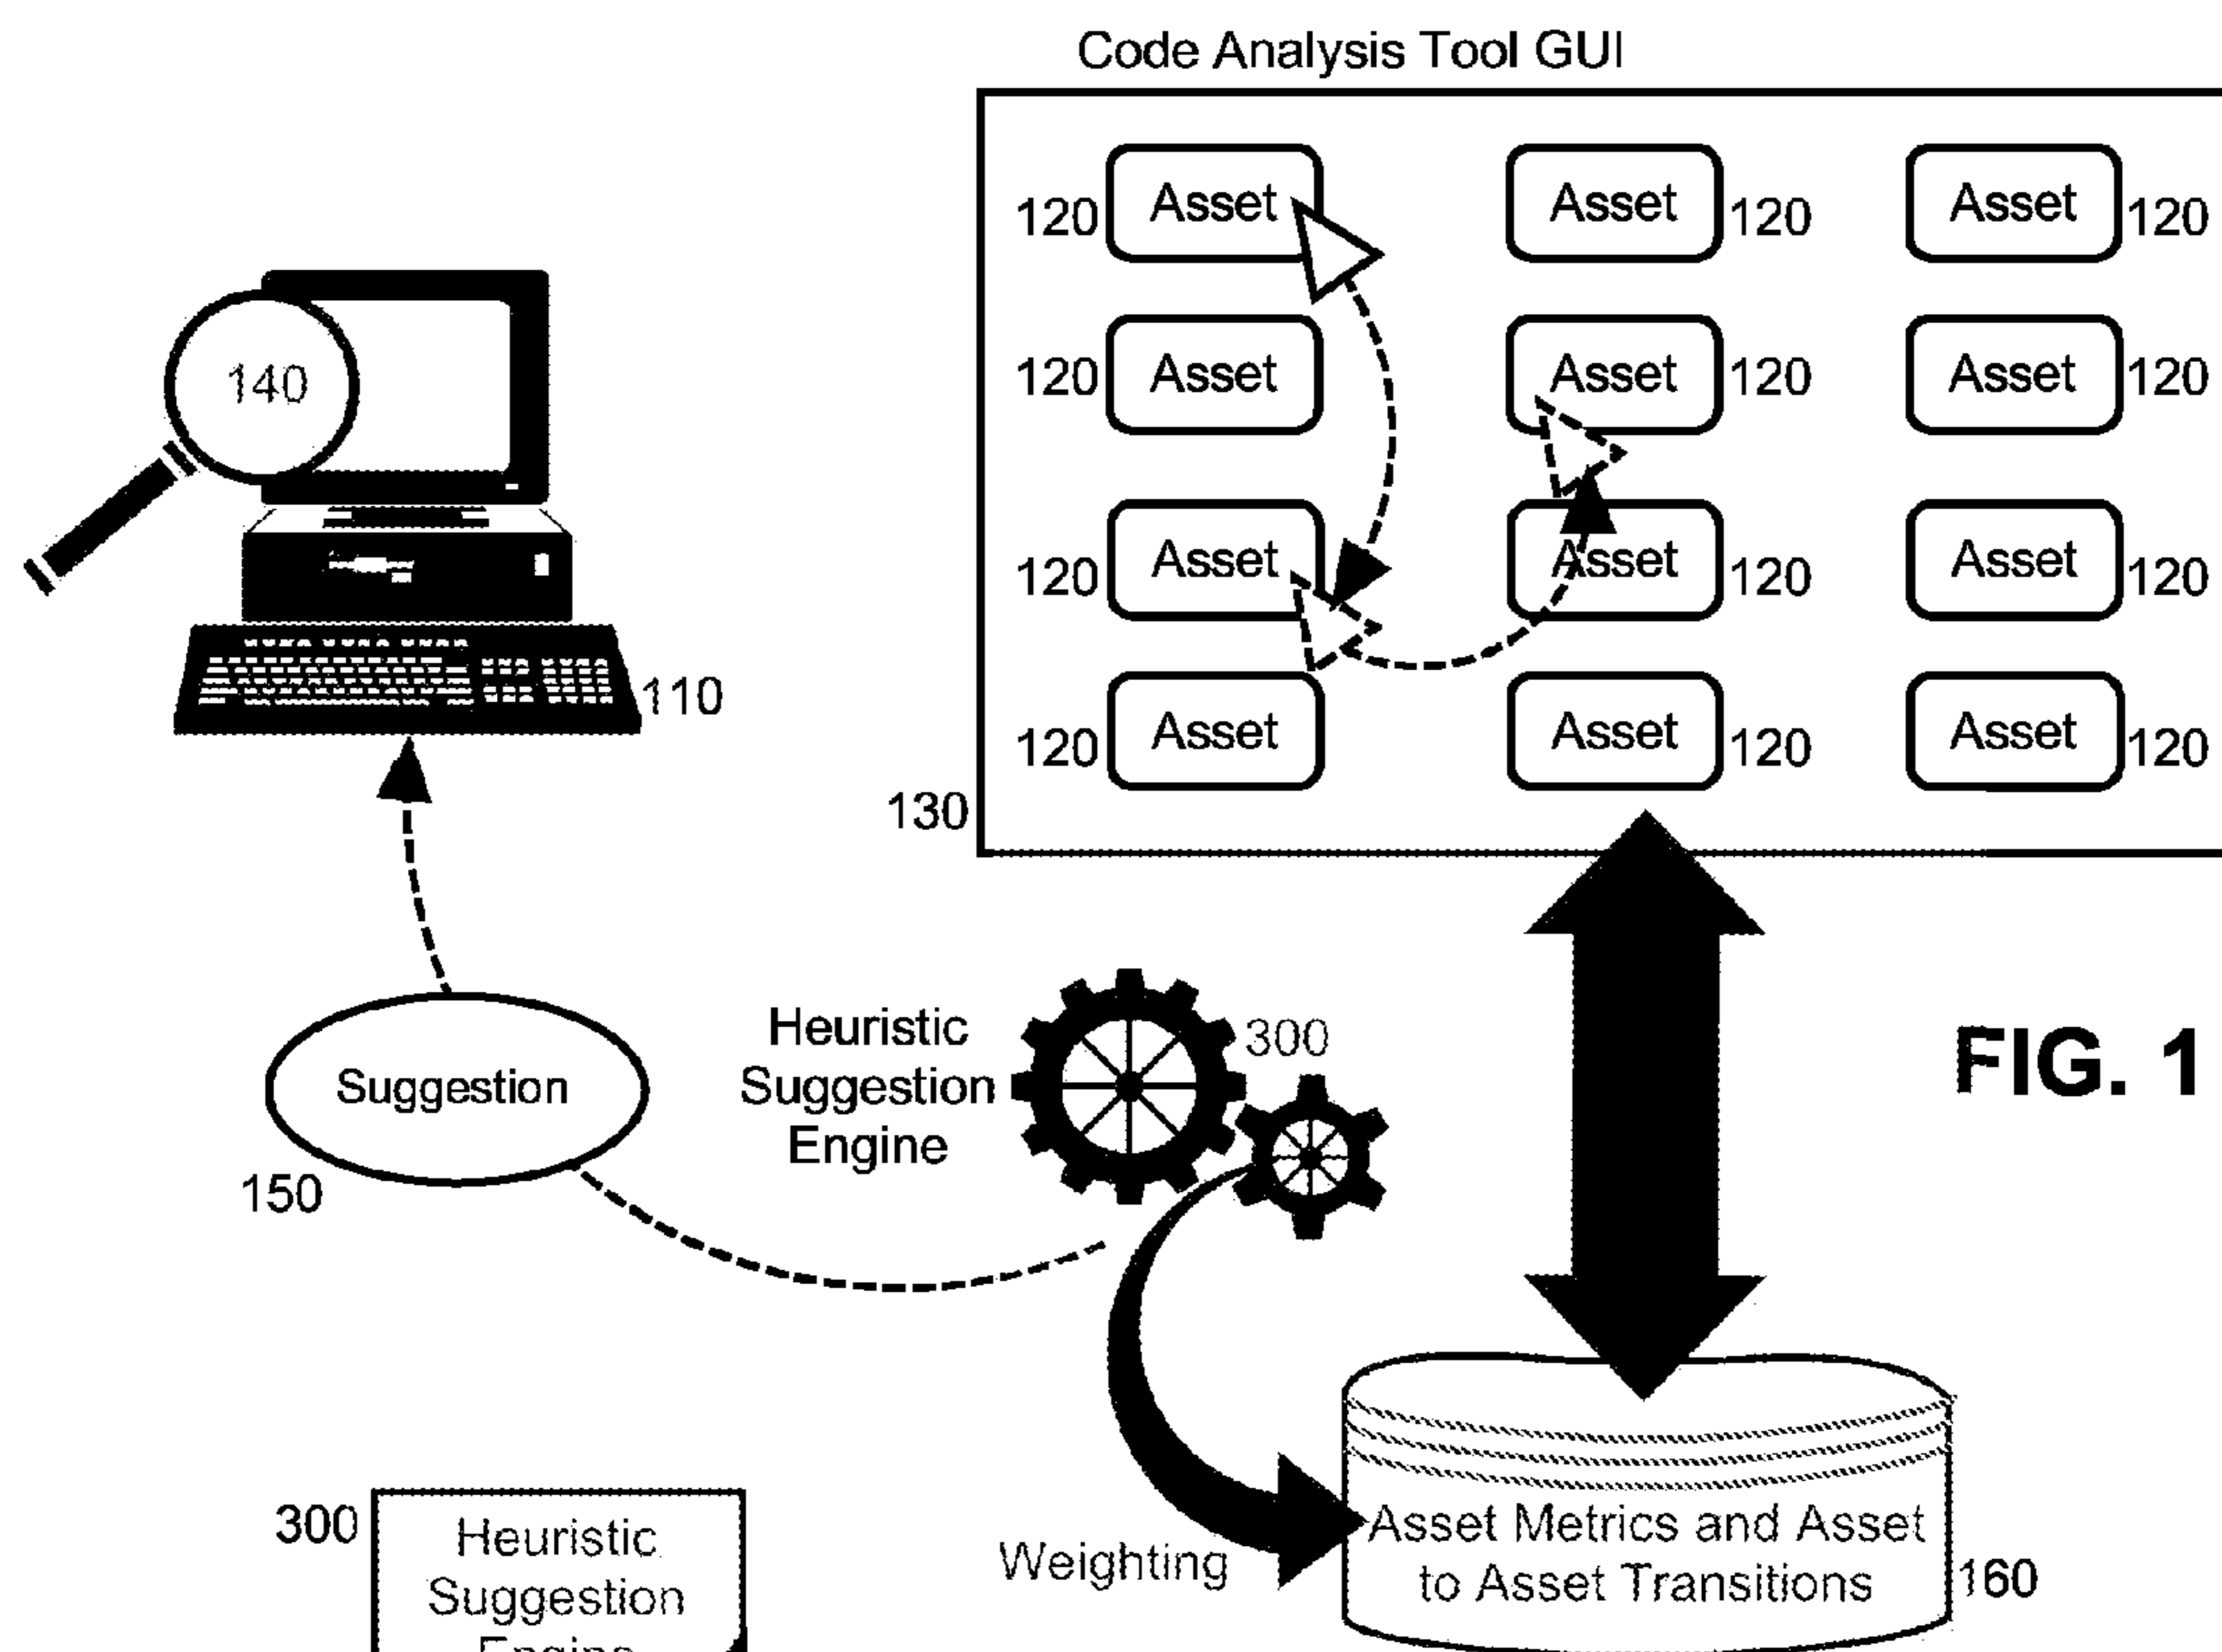 Code Analysis Tool GUI
120 Asset Asset 120 Asset 120
140
120 Asset Asset 120 Asset 120
120 Asset Asset 120 Asset 120
110
120 Asset Asset 120 Asset 120
130
Heuristic
Suggestion
Engine
300
FIG. 1
Suggestion
150
Weighting
Asset Metrics and Asset
to Asset Transitions
160
300
Heuristic
Suggestion
Engine